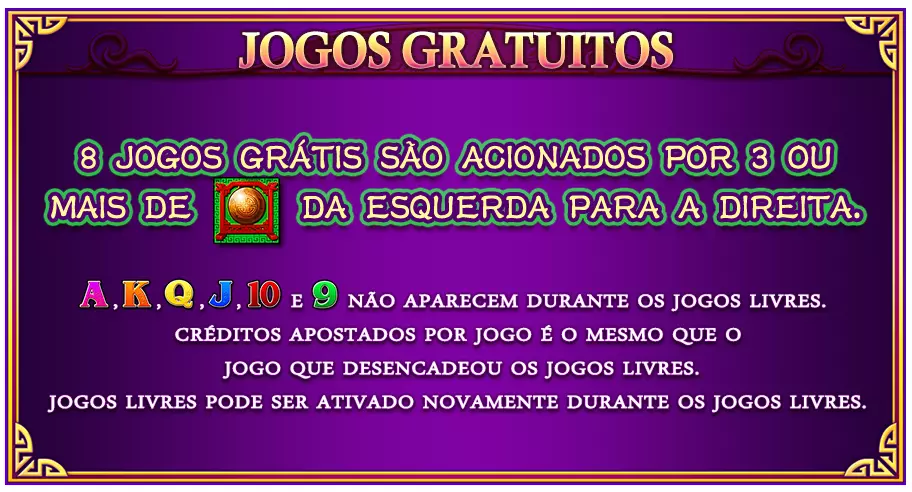 JOGOS GRATUITOS
8 JOGOS GRÁTIS SÃO ACIONADOS POR 3 OU
MAIS DE DA ESQUERDA PARA A DIREITA.
A,K,Q,J,10 E 9 NÃO APARECEM DURANTE OS JOGOS LIVRES.
CRÉDITOS APOSTADOS POR JOGO É O MESMO QUE O
JOGO QUE DESENCADEOU OS JOGOS LIVRES.
JOGOS LIVRES PODE SER ATIVADO NOVAMENTE DURANTE OS JOGOS LIVRES.